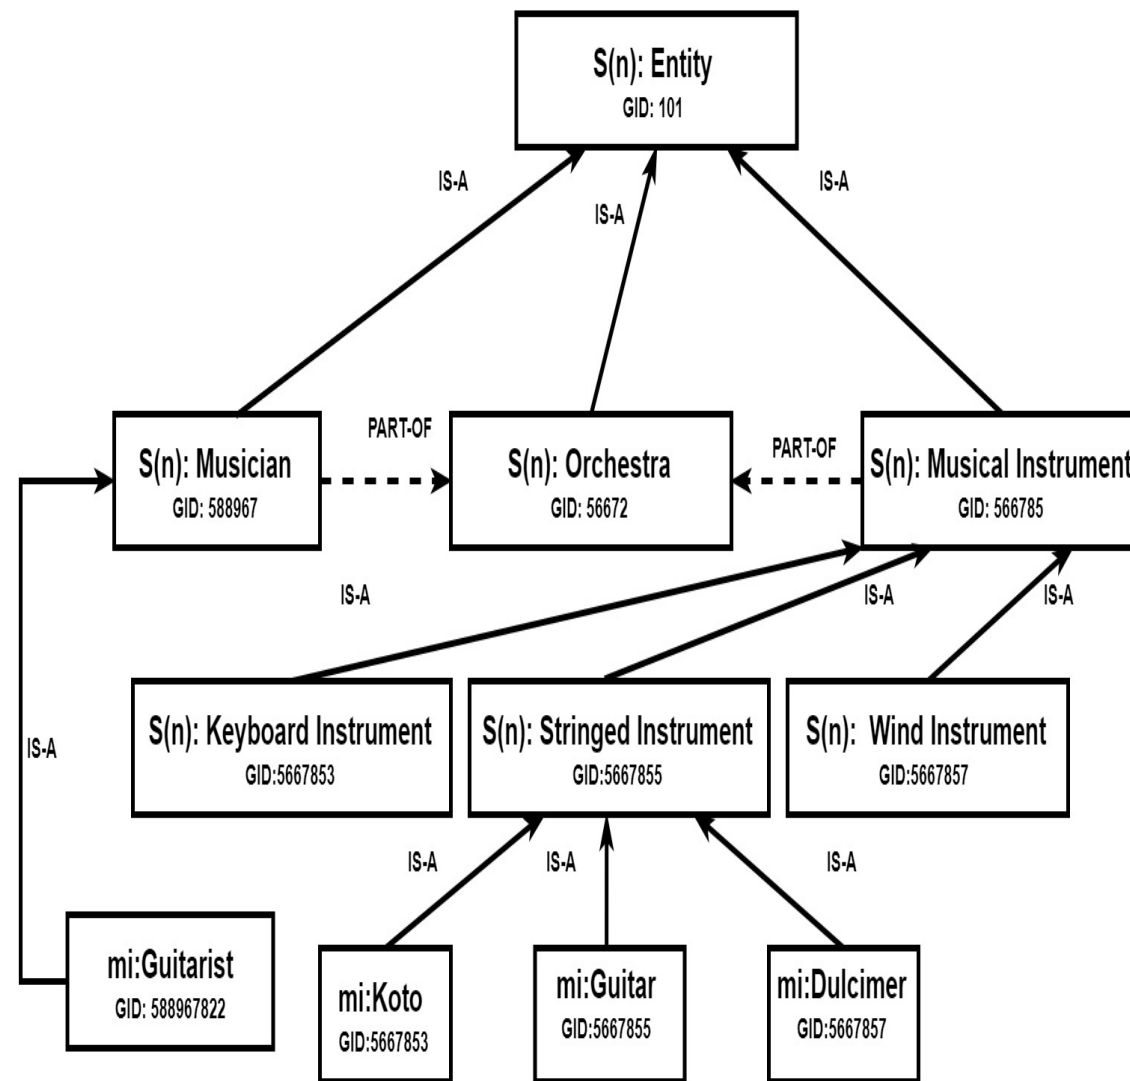 S(n): Entity
GID: 101
IS-A
IS-A
IS-A
S(n): Musician
GID: 588967
PART-OF
S(n): Orchestra
GID: 56672
PART-OF
S(n): Musical Instrument
GID: 566785
IS-A
IS-A
IS-A
S(n): Keyboard Instrument
GID:5667853
S(n): Stringed Instrument
GID:5667855
S(n): Wind Instrument
GID:5667857
IS-A
IS-A
IS-A
IS-A
mi:Guitarist
GID: 588967822
mi:Koto
GID:5667853
mi:Guitar
GID:5667855
mi:Dulcimer
GID:5667857